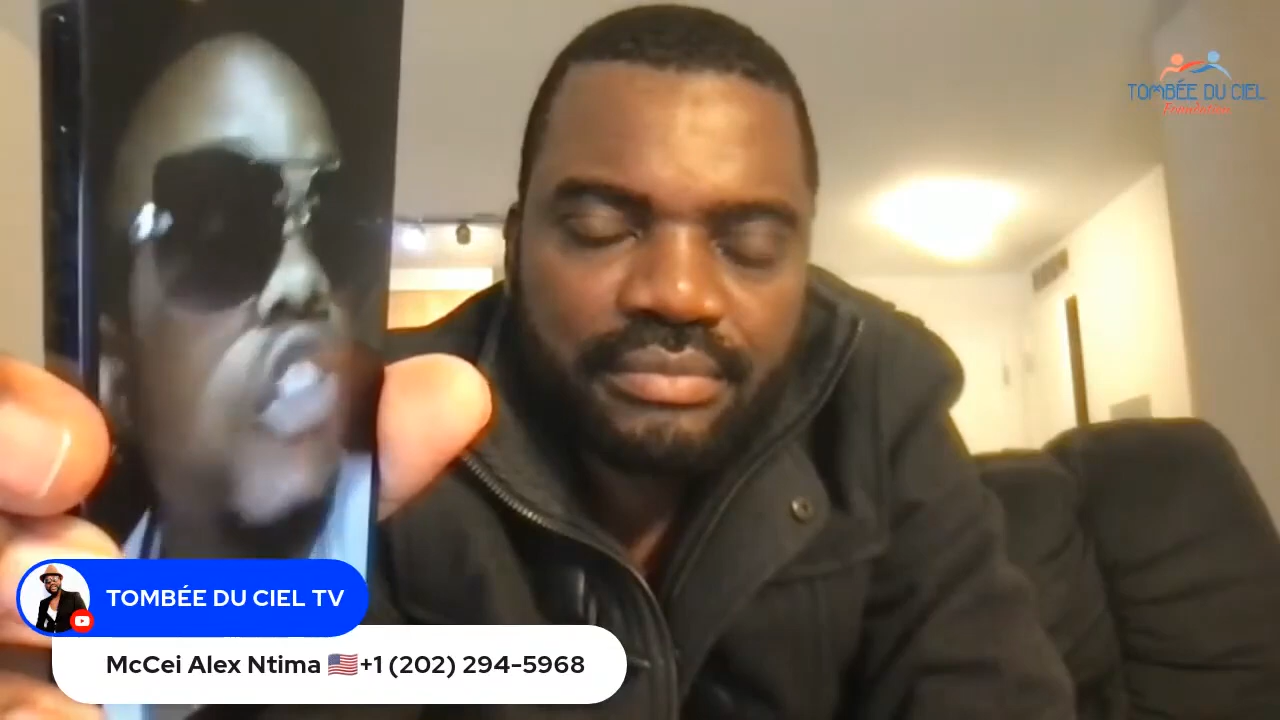 TOMBÉE DU CIEL
Foundation
TOMBÉE DU CIEL TV
McCei Alex Ntima 🇺🇸+1 (202) 294-5968